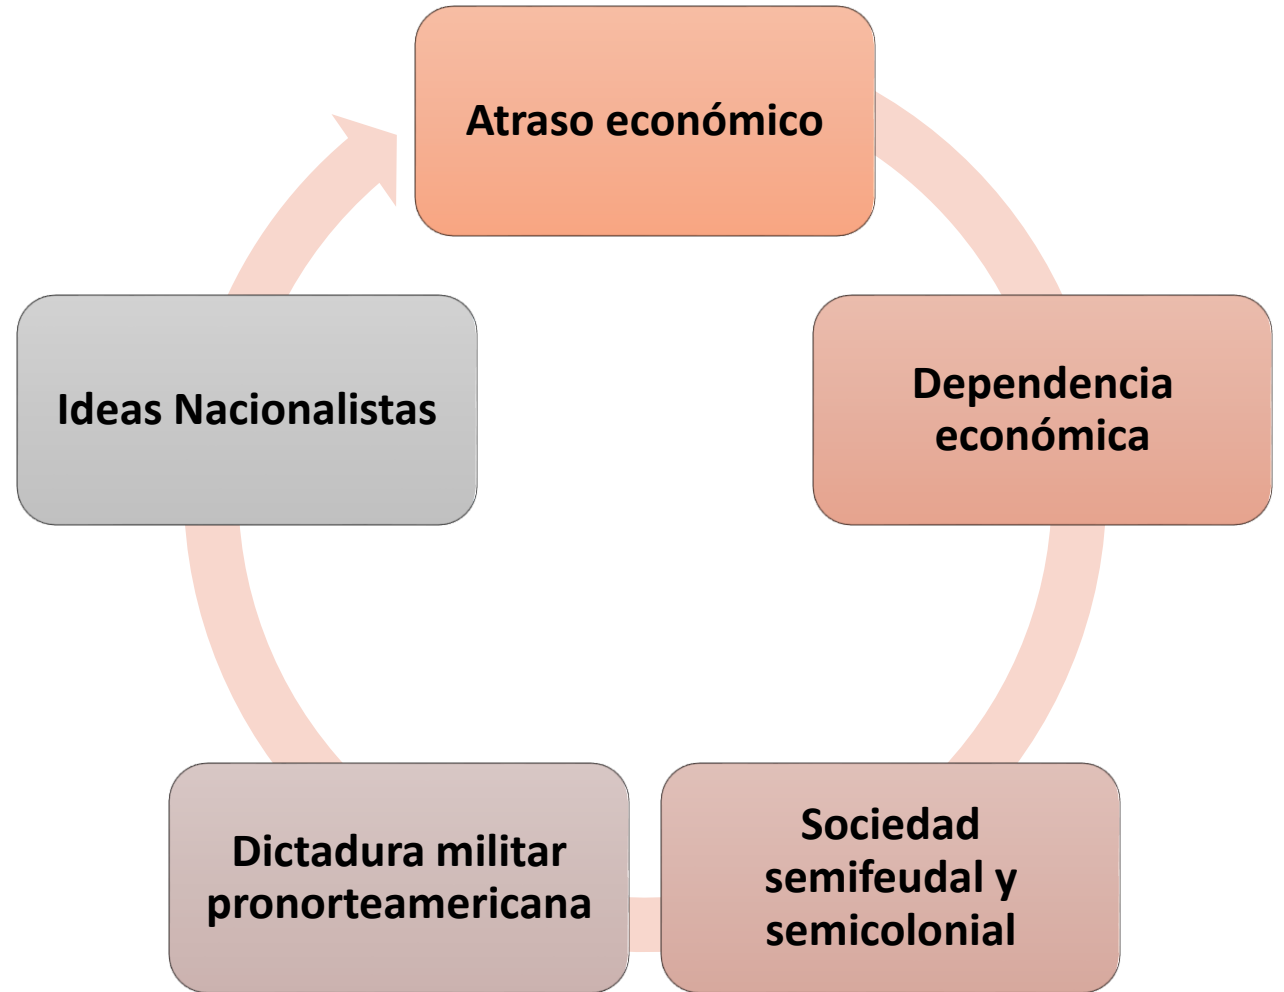 Atraso económico
Dependencia
económica
Sociedad
semifeudal y
semicolonial
Dictadura militar
pronorteamericana
Ideas Nacionalistas